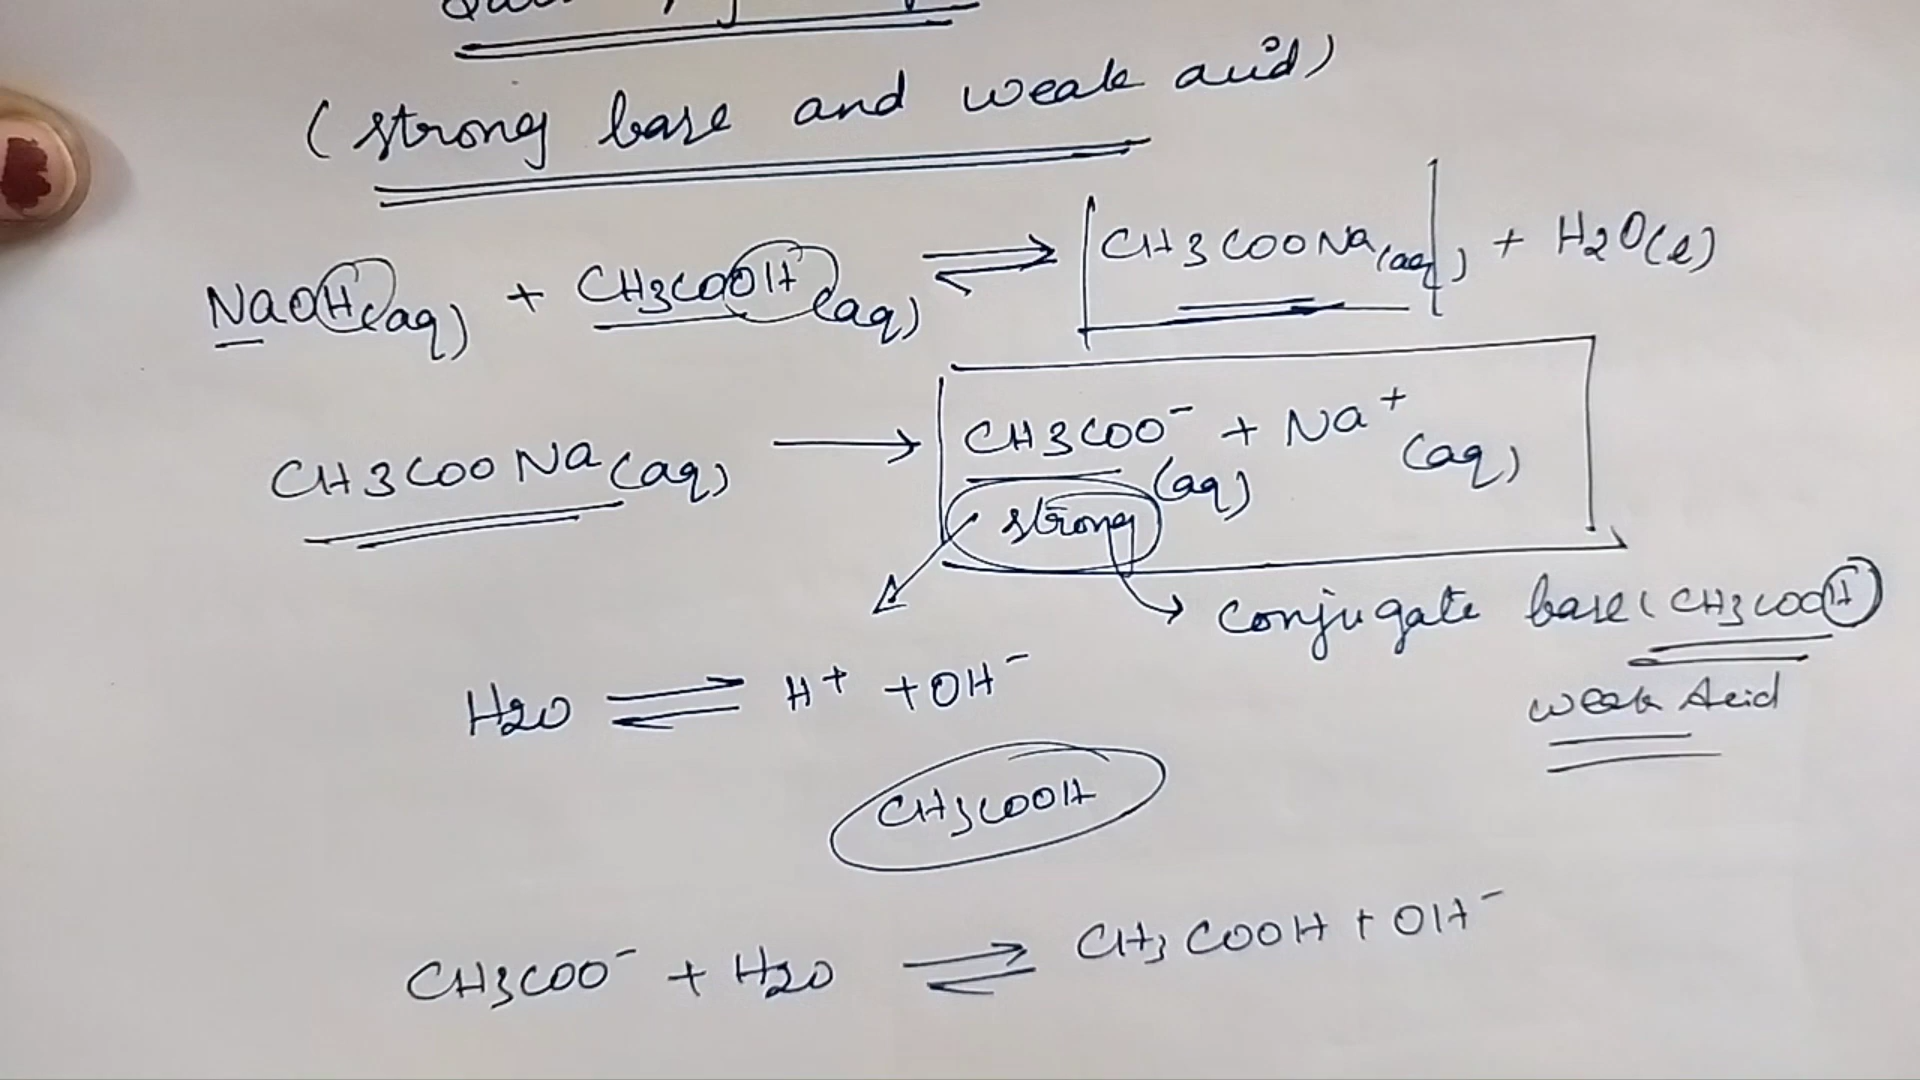 (strong base and weak acid)
NaOH(aq) + CH3COOH(aq) ⇌ CH3COONa(aq) + H2O(l)
CH3COONa(aq) → CH3COO⁻(aq) + Na⁺(aq)
strong
→ conjugate base (CH3COOH
weak Acid
H2O ⇌ H⁺ + OH⁻
CH3COOH
CH3COO⁻ + H2O ⇌ CH3COOH + OH⁻